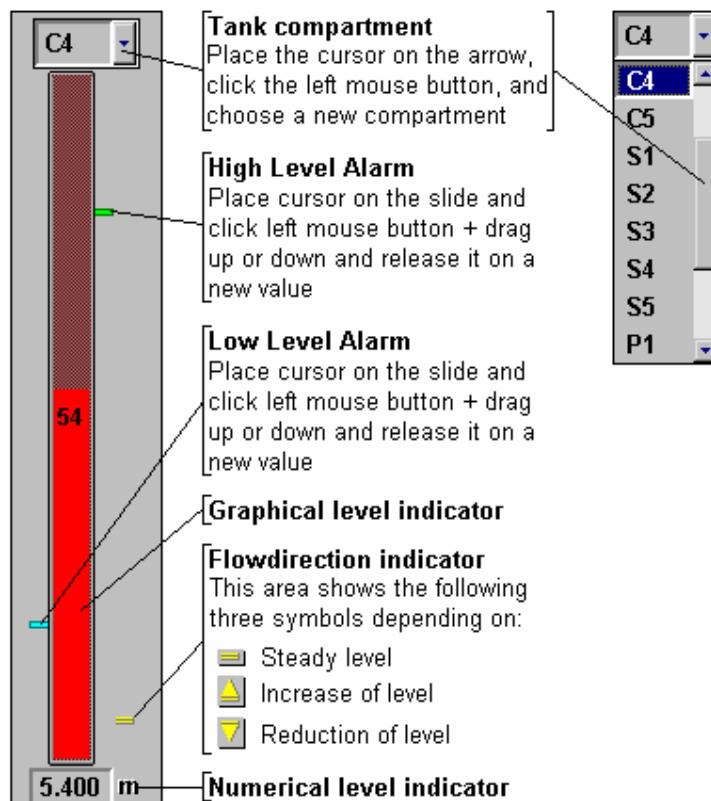 C4
Tank compartment
Place the cursor on the arrow,
click the left mouse button, and
choose a new compartment
High Level Alarm
Place cursor on the slide and
click left mouse button + drag
up or down and release it on a
new value
Low Level Alarm
Place cursor on the slide and
click left mouse button + drag
up or down and release it on a
new value
54
Graphical level indicator
Flowdirection indicator
This area shows the following
three symbols depending on:
Steady level
Increase of level
Reduction of level
5.400 m
Numerical level indicator
C4
C4
C5
S1
S2
S3
S4
S5
P1